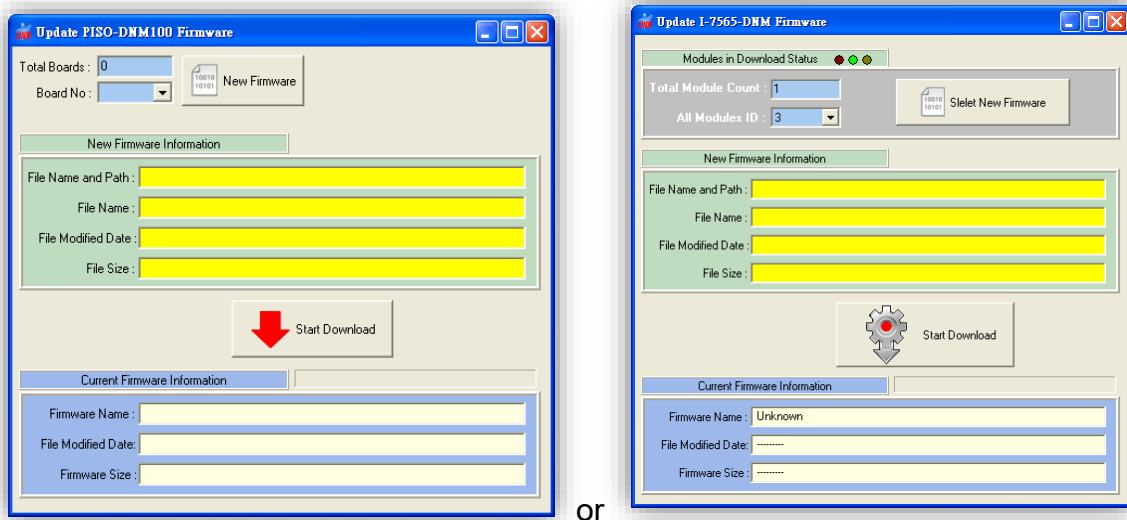 Update PISO-DNM100 Firmware
Total Boards : 0
Board No :
10010
10101
New Firmware
New Firmware Information
File Name and Path :
File Name :
File Modified Date :
File Size :
Start Download
Current Firmware Information
Firmware Name :
File Modified Date:
Firmware Size :
or
Update I-7565-DNM Firmware
Modules in Download Status
Total Module Count : 1
All Modules ID : 3
10010
10101
Slelet New Firmware
New Firmware Information
File Name and Path :
File Name :
File Modified Date :
File Size :
Start Download
Current Firmware Information
Firmware Name : Unknown
File Modified Date: ---------
Firmware Size : ---------